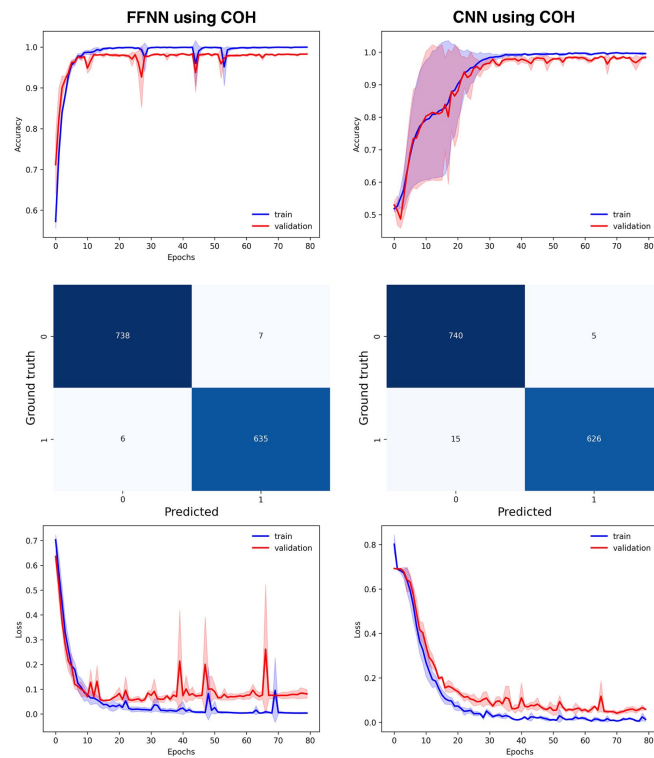 FFNN using COH
CNN using COH
1.0
0.9
0.8
0.7
0.6
Accuracy
0 10 20 30 40 50 60 70 80
Epochs
train
validation
1.0
0.9
0.8
0.7
0.6
0.5
Accuracy
0 10 20 30 40 50 60 70 80
train
validation
Ground truth
0
1
738 7
6 635
0 1
Predicted
Ground truth
0
1
740 5
15 626
0 1
Predicted
0.7
0.6
0.5
0.4
0.3
0.2
0.1
0.0
Loss
0 10 20 30 40 50 60 70 80
Epochs
train
validation
0.8
0.6
0.4
0.2
0.0
Loss
0 10 20 30 40 50 60 70 80
Epochs
train
validation